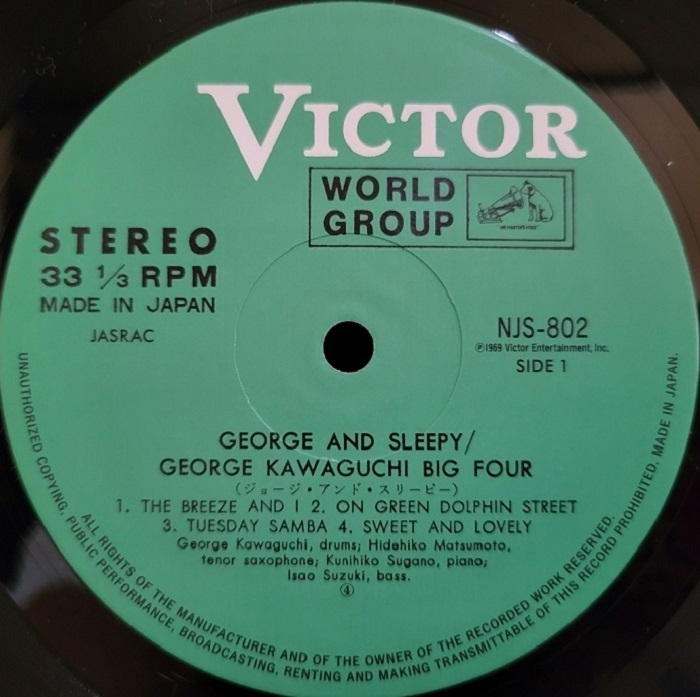 VICTOR
WORLD
GROUP
"HIS MASTER'S VOICE"
STEREO
33 1/3 RPM
MADE IN JAPAN
JASRAC
NJS-802
Ⓟ1969 Victor Entertainment, Inc.
SIDE 1
GEORGE AND SLEEPY/
GEORGE KAWAGUCHI BIG FOUR
(ジョージ・アンド・スリーピー)
1. THE BREEZE AND I 2. ON GREEN DOLPHIN STREET
3. TUESDAY SAMBA 4. SWEET AND LOVELY
George Kawaguchi, drums; Hidehiko Matsumoto,
tenor saxophone; Kunihiko Sugano, piano;
Isao Suzuki, bass.
④
ALL RIGHTS OF THE MANUFACTURER AND OF THE OWNER OF THE RECORDED WORK RESERVED.
UNAUTHORIZED COPYING, PUBLIC PERFORMANCE, BROADCASTING, RENTING AND MAKING TRANSMITTABLE OF THIS RECORD PROHIBITED. MADE IN JAPAN.